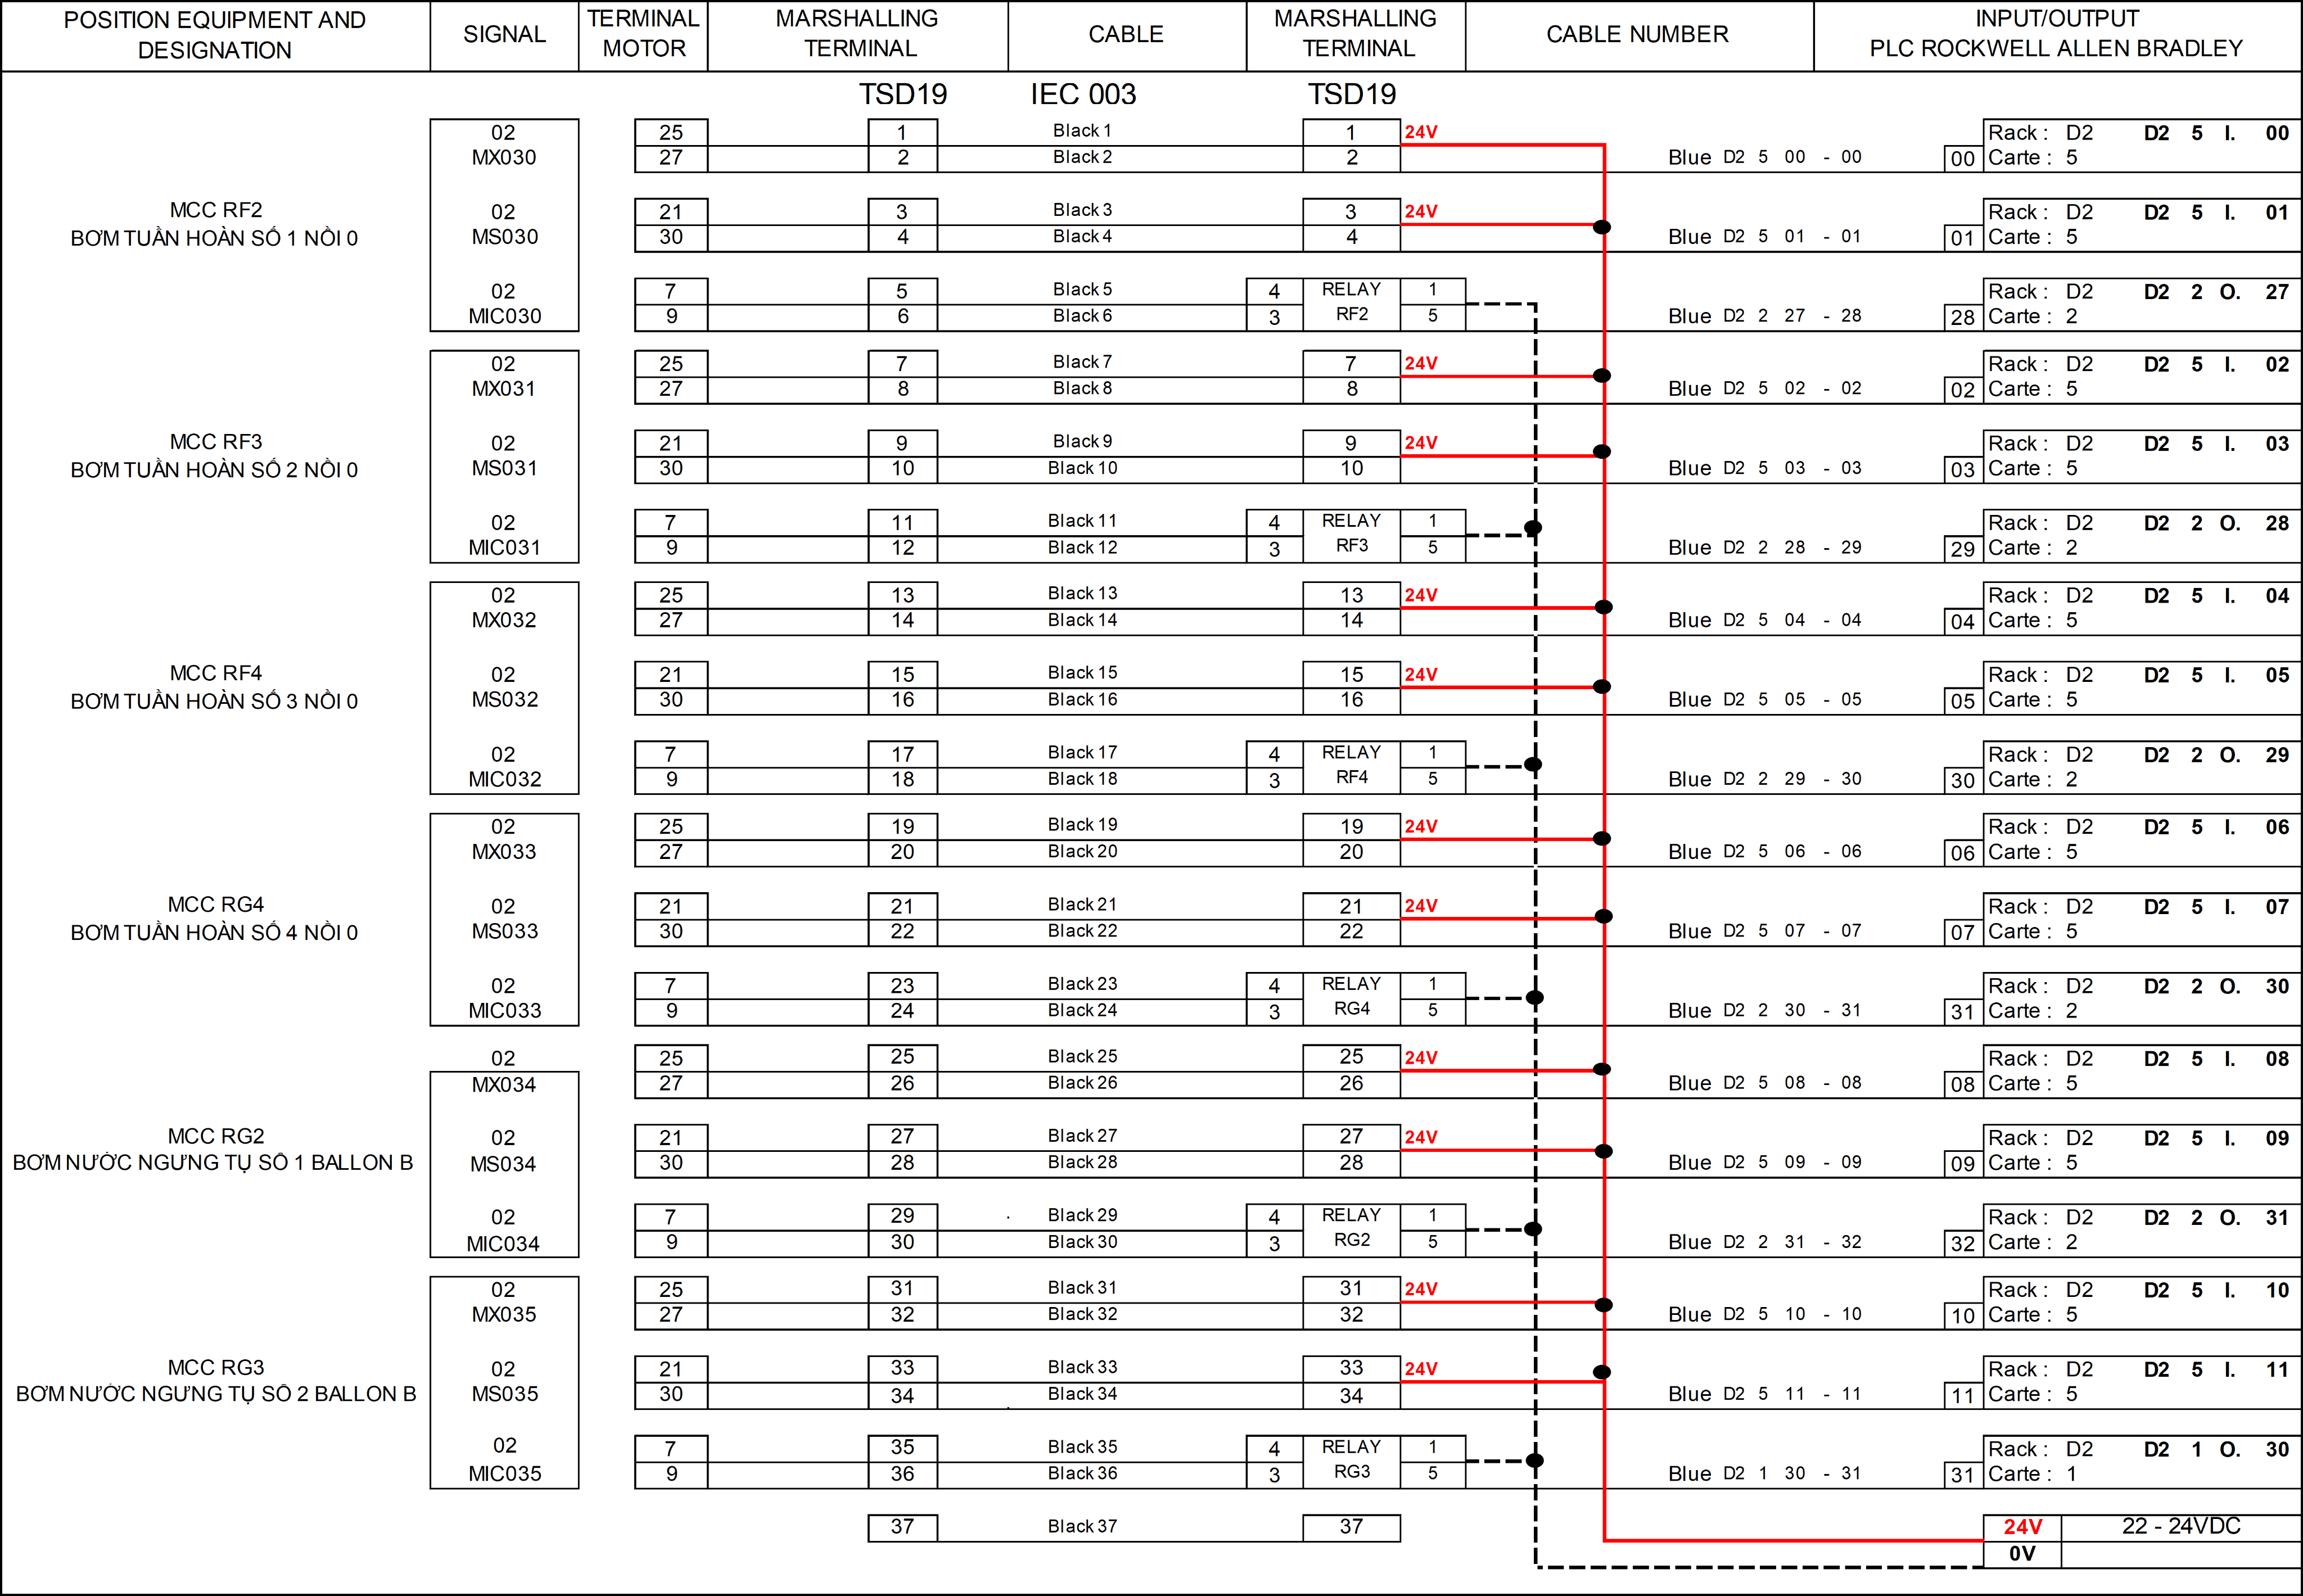 POSITION EQUIPMENT AND DESIGNATION SIGNAL TERMINAL MOTOR MARSHALLING TERMINAL CABLE MARSHALLING TERMINAL CABLE NUMBER INPUT/OUTPUT PLC ROCKWELL ALLEN BRADLEY
TSD19 IEC 003 TSD19
02 25 1 Black 1 1 24V Rack : D2 D2 5 I. 00
MX030 27 2 Black 2 2 Blue D2 5 00 - 00 00 Carte : 5
MCC RF2 02 21 3 Black 3 3 24V Rack : D2 D2 5 I. 01
BƠM TUẦN HOÀN SỐ 1 NỒI 0 MS030 30 4 Black 4 4 Blue D2 5 01 - 01 01 Carte : 5
02 7 5 Black 5 4 RELAY 1 Rack : D2 D2 2 O. 27
MIC030 9 6 Black 6 3 RF2 5 Blue D2 2 27 - 28 28 Carte : 2
02 25 7 Black 7 7 24V Rack : D2 D2 5 I. 02
MX031 27 8 Black 8 8 Blue D2 5 02 - 02 02 Carte : 5
MCC RF3 02 21 9 Black 9 9 24V Rack : D2 D2 5 I. 03
BƠM TUẦN HOÀN SỐ 2 NỒI 0 MS031 30 10 Black 10 10 Blue D2 5 03 - 03 03 Carte : 5
02 7 11 Black 11 4 RELAY 1 Rack : D2 D2 2 O. 28
MIC031 9 12 Black 12 3 RF3 5 Blue D2 2 28 - 29 29 Carte : 2
02 25 13 Black 13 13 24V Rack : D2 D2 5 I. 04
MX032 27 14 Black 14 14 Blue D2 5 04 - 04 04 Carte : 5
MCC RF4 02 21 15 Black 15 15 24V Rack : D2 D2 5 I. 05
BƠM TUẦN HOÀN SỐ 3 NỒI 0 MS032 30 16 Black 16 16 Blue D2 5 05 - 05 05 Carte : 5
02 7 17 Black 17 4 RELAY 1 Rack : D2 D2 2 O. 29
MIC032 9 18 Black 18 3 RF4 5 Blue D2 2 29 - 30 30 Carte : 2
02 25 19 Black 19 19 24V Rack : D2 D2 5 I. 06
MX033 27 20 Black 20 20 Blue D2 5 06 - 06 06 Carte : 5
MCC RG4 02 21 21 Black 21 21 24V Rack : D2 D2 5 I. 07
BƠM TUẦN HOÀN SỐ 4 NỒI 0 MS033 30 22 Black 22 22 Blue D2 5 07 - 07 07 Carte : 5
02 7 23 Black 23 4 RELAY 1 Rack : D2 D2 2 O. 30
MIC033 9 24 Black 24 3 RG4 5 Blue D2 2 30 - 31 31 Carte : 2
02 25 25 Black 25 25 24V Rack : D2 D2 5 I. 08
MX034 27 26 Black 26 26 Blue D2 5 08 - 08 08 Carte : 5
MCC RG2 02 21 27 Black 27 27 24V Rack : D2 D2 5 I. 09
BƠM NƯỚC NGƯNG TỤ SỐ 1 BALLON B MS034 30 28 Black 28 28 Blue D2 5 09 - 09 09 Carte : 5
02 7 29 Black 29 4 RELAY 1 Rack : D2 D2 2 O. 31
MIC034 9 30 Black 30 3 RG2 5 Blue D2 2 31 - 32 32 Carte : 2
02 25 31 Black 31 31 24V Rack : D2 D2 5 I. 10
MX035 27 32 Black 32 32 Blue D2 5 10 - 10 10 Carte : 5
MCC RG3 02 21 33 Black 33 33 24V Rack : D2 D2 5 I. 11
BƠM NƯỚC NGƯNG TỤ SỐ 2 BALLON B MS035 30 34 Black 34 34 Blue D2 5 11 - 11 11 Carte : 5
02 7 35 Black 35 4 RELAY 1 Rack : D2 D2 1 O. 30
MIC035 9 36 Black 36 3 RG3 5 Blue D2 1 30 - 31 31 Carte : 1
37 Black 37 37 24V 22 - 24VDC
0V